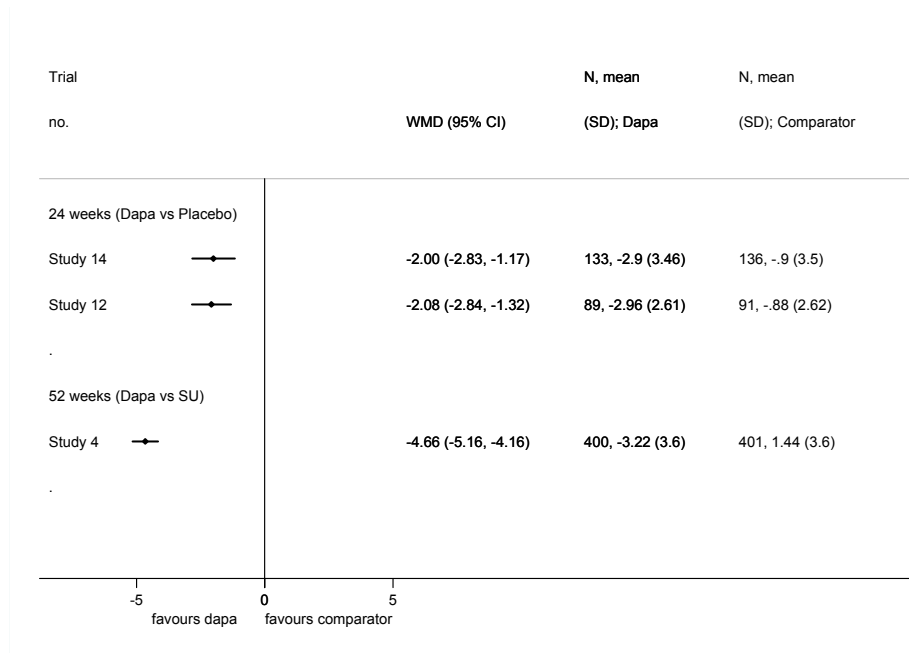 Trial N, mean N, mean
no. WMD (95% CI) (SD); Dapa (SD); Comparator
24 weeks (Dapa vs Placebo)
Study 14 -2.00 (-2.83, -1.17) 133, -2.9 (3.46) 136, -.9 (3.5)
Study 12 -2.08 (-2.84, -1.32) 89, -2.96 (2.61) 91, -.88 (2.62)
.
52 weeks (Dapa vs SU)
Study 4 -4.66 (-5.16, -4.16) 400, -3.22 (3.6) 401, 1.44 (3.6)
.
-5 0 5
favours dapa favours comparator